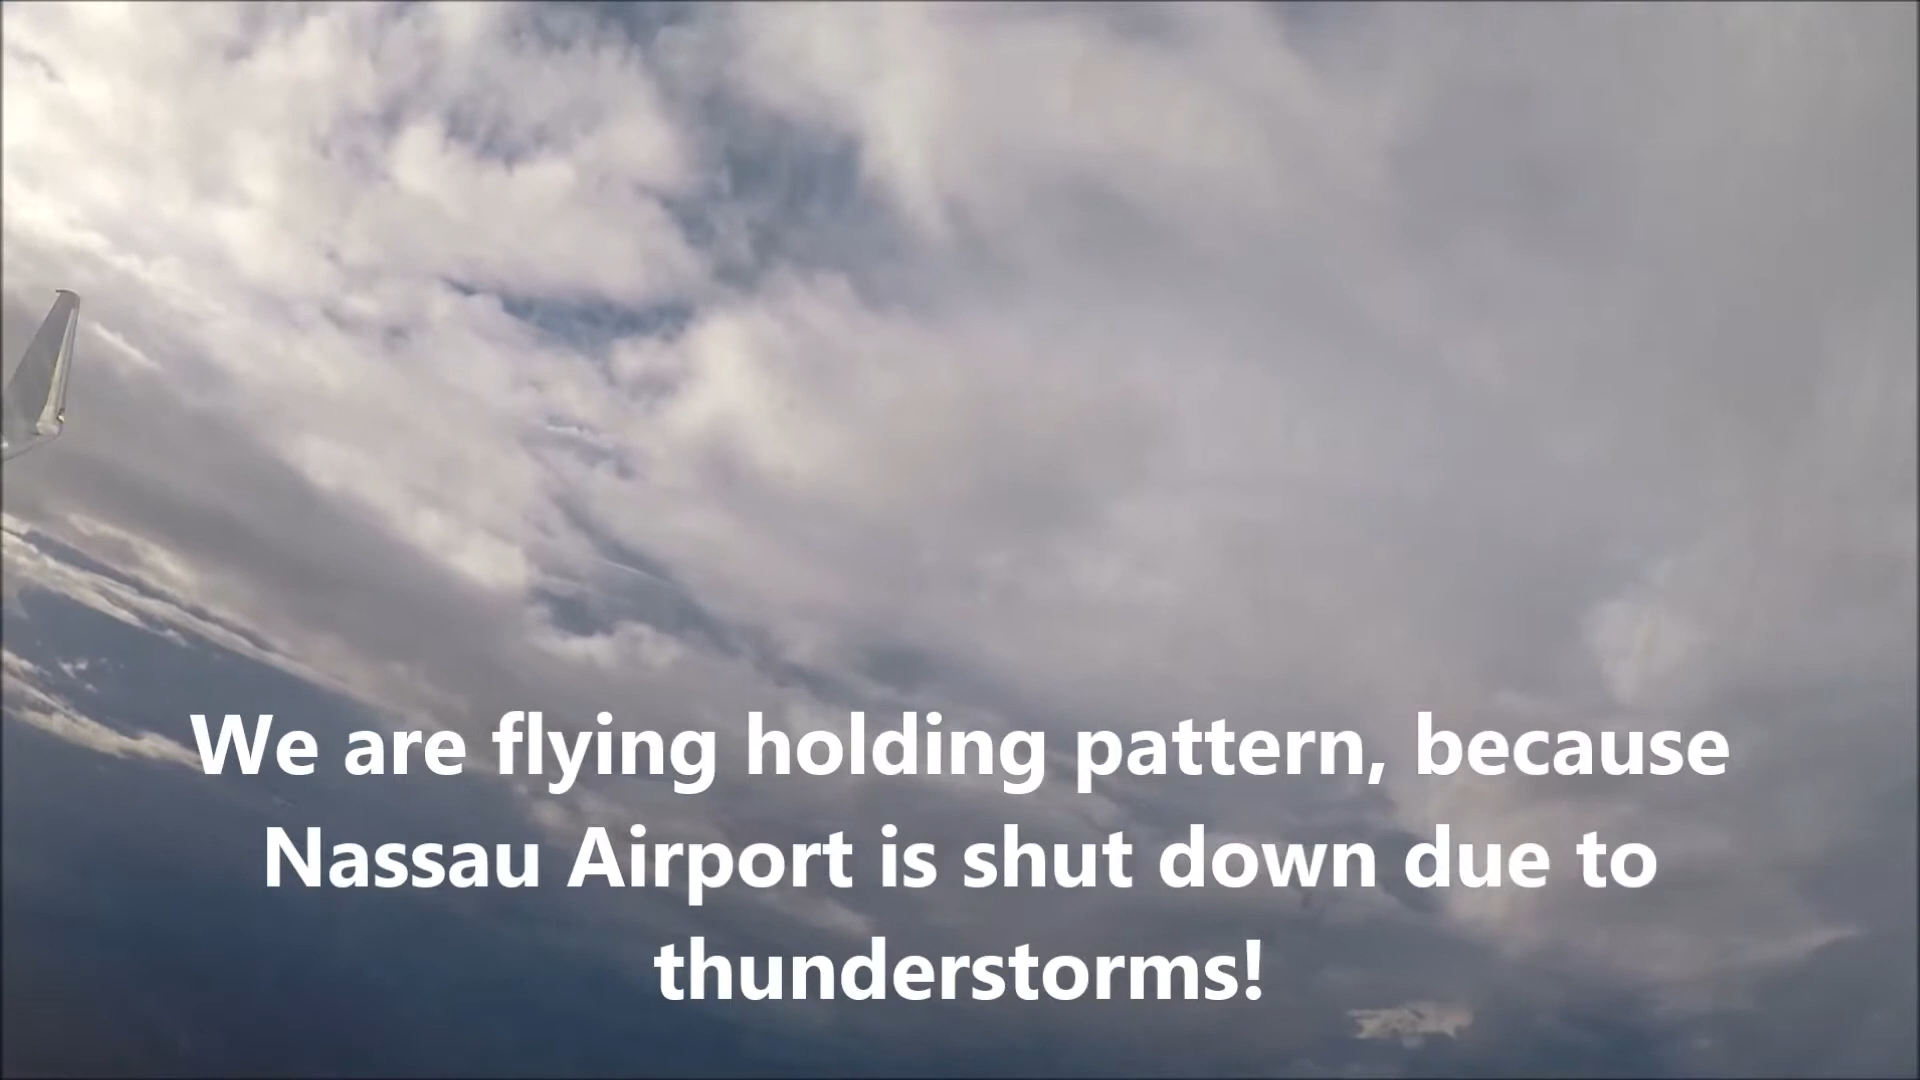 We are flying holding pattern, because
Nassau Airport is shut down due to
thunderstorms!